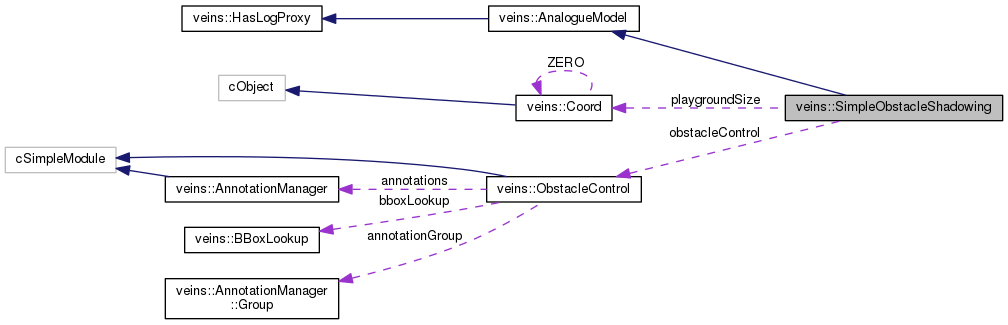 veins::HasLogProxy
veins::AnalogueModel
ZERO
cObject
veins::Coord
playgroundSize
veins::SimpleObstacleShadowing
obstacleControl
cSimpleModule
veins::AnnotationManager
annotations
veins::ObstacleControl
bboxLookup
veins::BBoxLookup
annotationGroup
veins::AnnotationManager
::Group